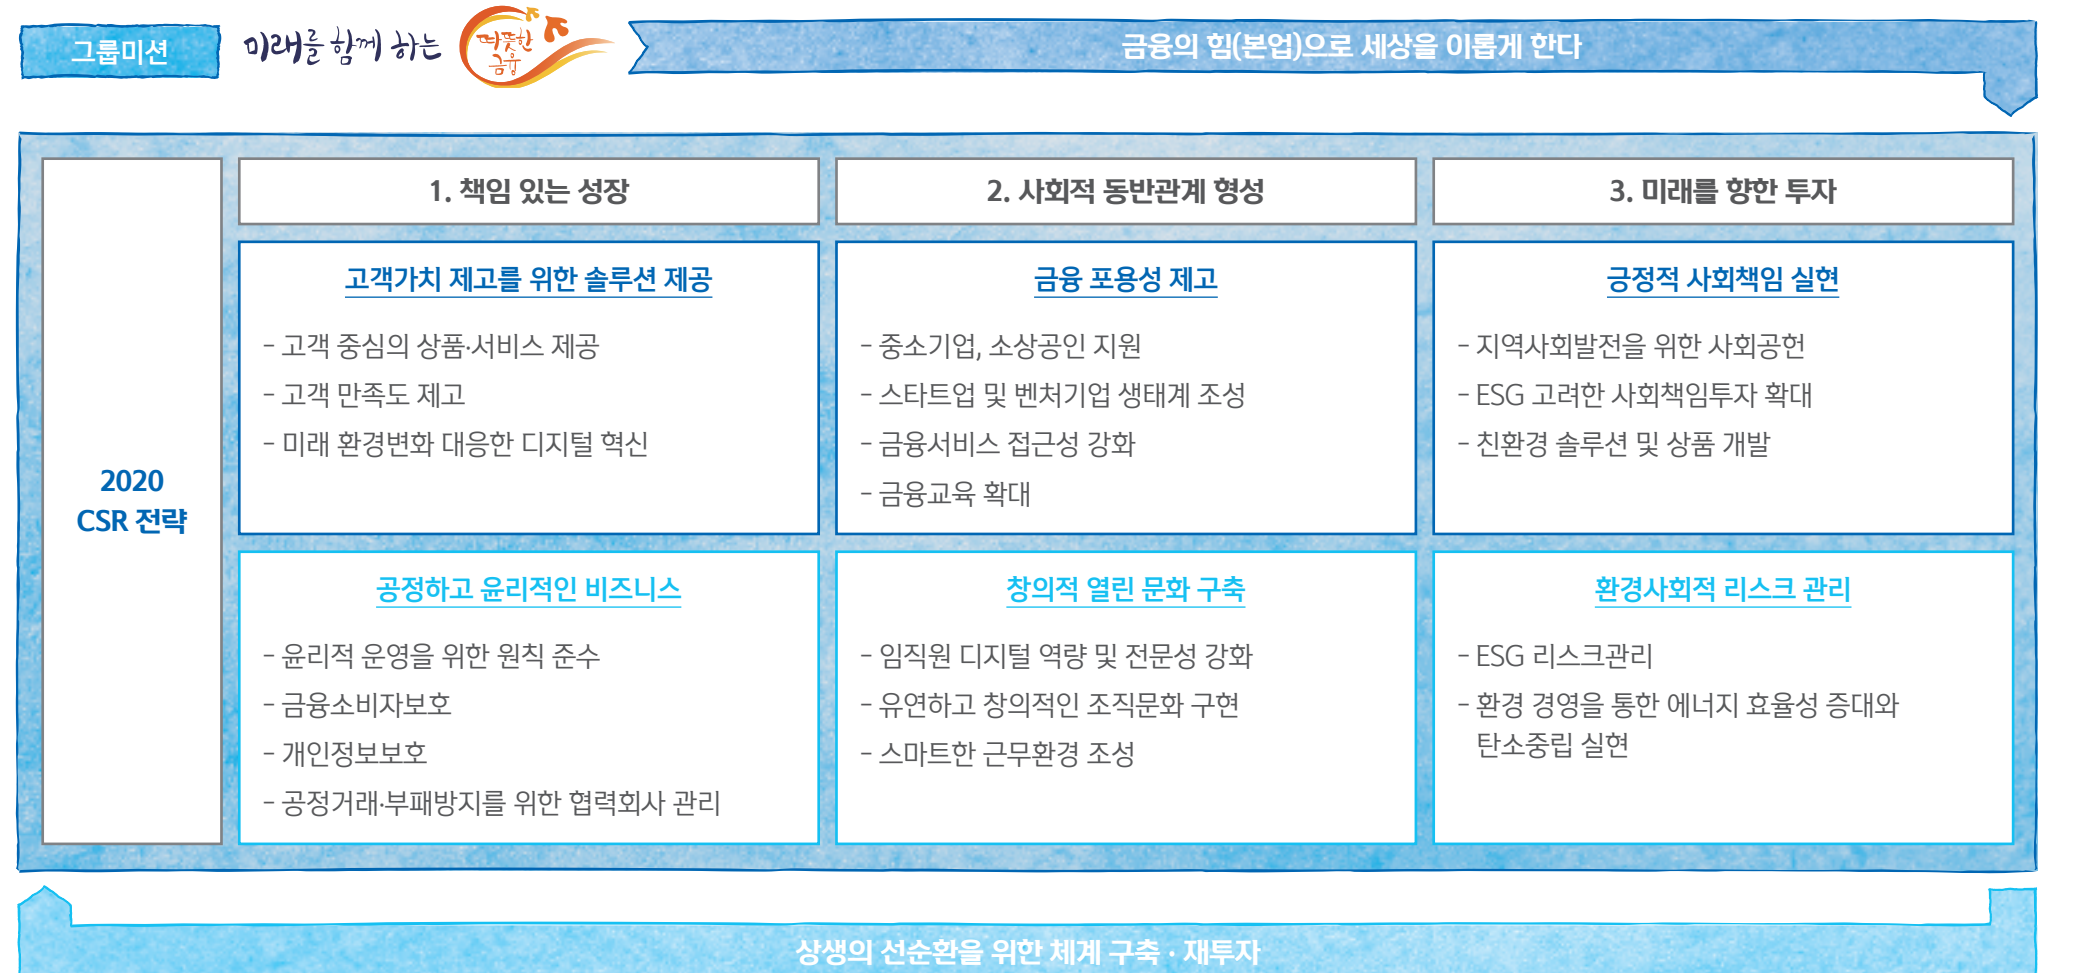 그룹미션
미래를 함께 하는
따뜻한
금융
금융의 힘(본업)으로 세상을 이롭게 한다
2020
CSR 전략
1. 책임 있는 성장
2. 사회적 동반관계 형성
3. 미래를 향한 투자
고객가치 제고를 위한 솔루션 제공
- 고객 중심의 상품·서비스 제공
- 고객 만족도 제고
- 미래 환경변화 대응한 디지털 혁신
금융 포용성 제고
- 중소기업, 소상공인 지원
- 스타트업 및 벤처기업 생태계 조성
- 금융서비스 접근성 강화
- 금융교육 확대
긍정적 사회책임 실현
- 지역사회발전을 위한 사회공헌
- ESG 고려한 사회책임투자 확대
- 친환경 솔루션 및 상품 개발
공정하고 윤리적인 비즈니스
- 윤리적 운영을 위한 원칙 준수
- 금융소비자보호
- 개인정보보호
- 공정거래·부패방지를 위한 협력회사 관리
창의적 열린 문화 구축
- 임직원 디지털 역량 및 전문성 강화
- 유연하고 창의적인 조직문화 구현
- 스마트한 근무환경 조성
환경사회적 리스크 관리
- ESG 리스크관리
- 환경 경영을 통한 에너지 효율성 증대와
탄소중립 실현
상생의 선순환을 위한 체계 구축 · 재투자